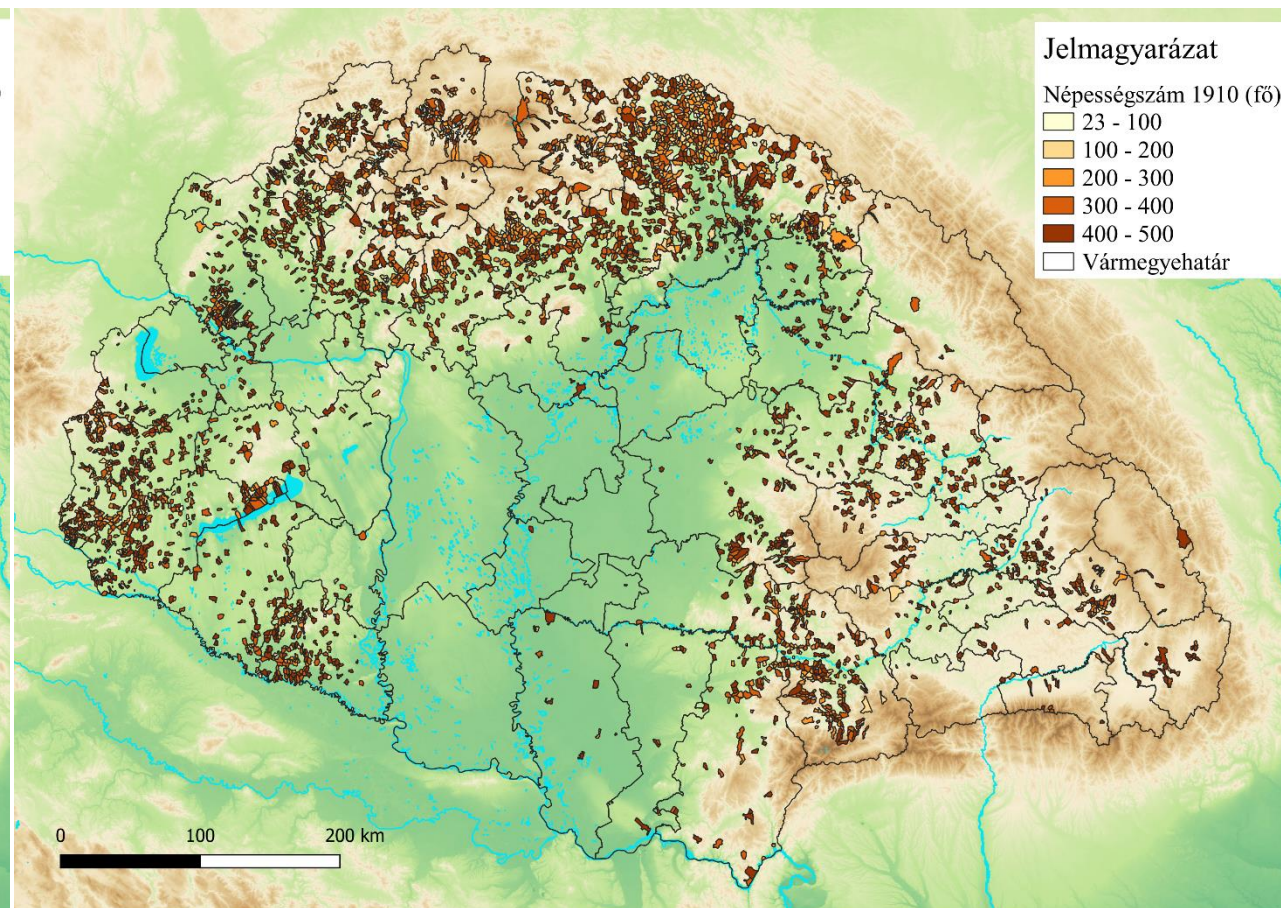 Jelmagyarázat
Népességszám 1910 (fő)
23 - 100
100 - 200
200 - 300
300 - 400
400 - 500
Vármegyehatár
0 100 200 km